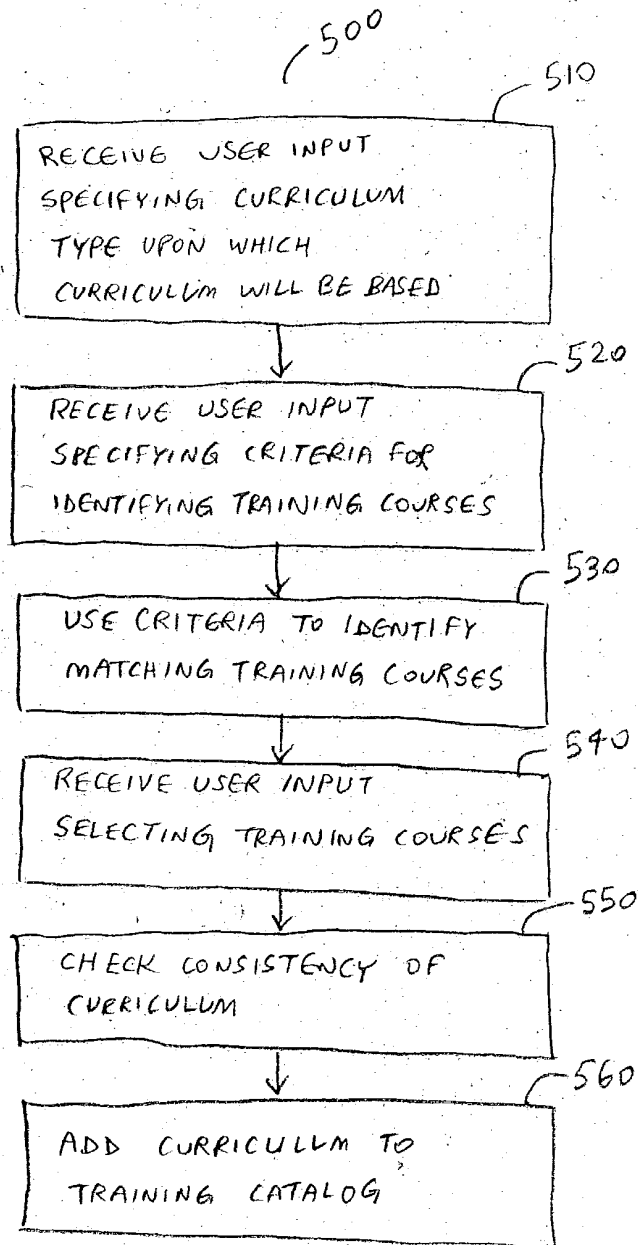 500
510
RECEIVE USER INPUT
SPECIFYING CURRICULUM
TYPE UPON WHICH
CURRICULUM WILL BE BASED
520
RECEIVE USER INPUT
SPECIFYING CRITERIA FOR
IDENTIFYING TRAINING COURSES
530
USE CRITERIA TO IDENTIFY
MATCHING TRAINING COURSES
540
RECEIVE USER INPUT
SELECTING TRAINING COURSES
550
CHECK CONSISTENCY OF
CURRICULUM
560
ADD CURRICULLM TO
TRAINING CATALOG